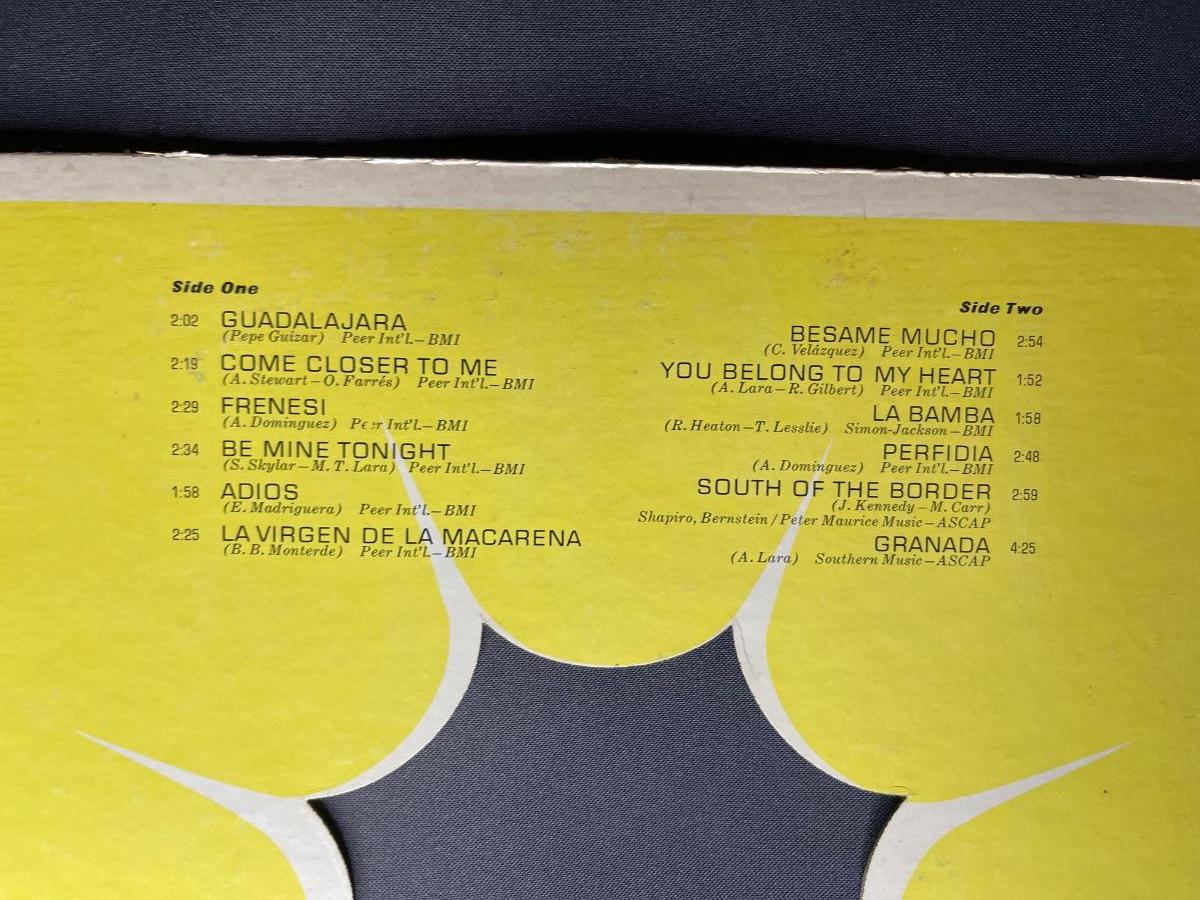 Side One
2:02 GUADALAJARA
(Pepe Guizar) Peer Int'l.—BMI
2:19 COME CLOSER TO ME
(A. Stewart—O. Farrés) Peer Int'l.—BMI
2:29 FRENESI
(A. Dominguez) Peer Int'l.—BMI
2:34 BE MINE TONIGHT
(S. Skylar—M. T. Lara) Peer Int'l.—BMI
1:58 ADIOS
(E. Madriguera) Peer Int'l.—BMI
2:25 LA VIRGEN DE LA MACARENA
(B. B. Monterde) Peer Int'l.—BMI
Side Two
BESAME MUCHO 2:54
(C. Velázquez) Peer Int'l.—BMI
YOU BELONG TO MY HEART 1:52
(A. Lara—R. Gilbert) Peer Int'l.—BMI
LA BAMBA 1:58
(R. Heaton—T. Lesslie) Simon-Jackson—BMI
PERFIDIA 2:48
(A. Dominguez) Peer Int'l.—BMI
SOUTH OF THE BORDER 2:59
(J. Kennedy—M. Carr)
Shapiro, Bernstein/Peter Maurice Music—ASCAP
GRANADA 4:25
(A. Lara) Southern Music—ASCAP